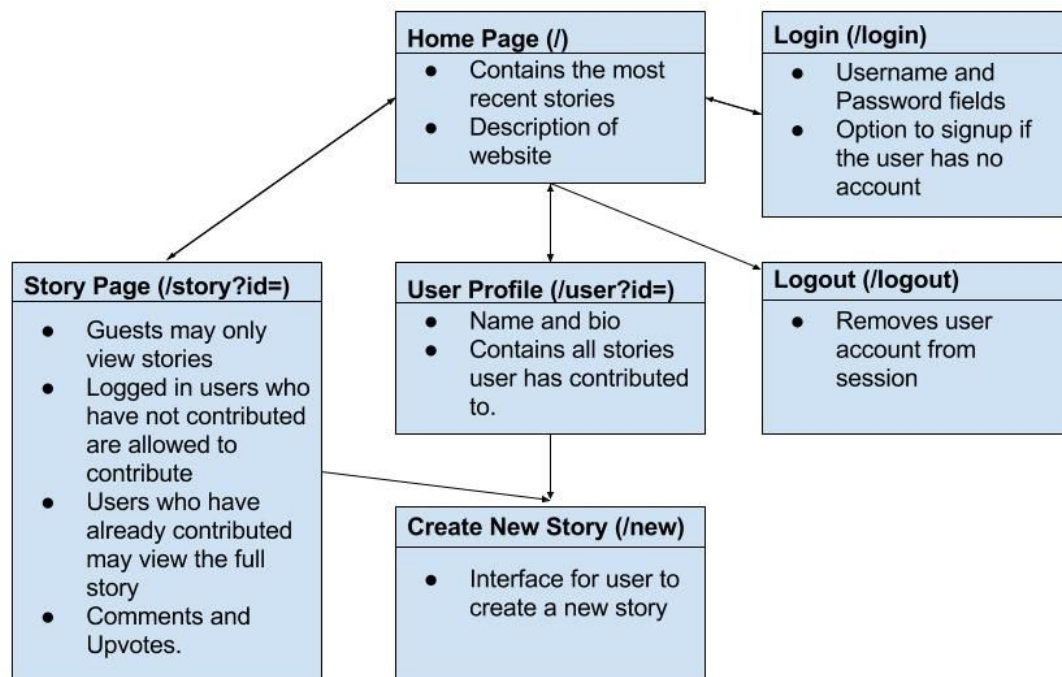 Home Page (/)
● Contains the most
recent stories
● Description of
website
Login (/login)
● Username and
Password fields
● Option to signup if
the user has no
account
Story Page (/story?id=)
● Guests may only
view stories
● Logged in users who
have not contributed
are allowed to
contribute
● Users who have
already contributed
may view the full
story
● Comments and
Upvotes.
User Profile (/user?id=)
● Name and bio
● Contains all stories
user has contributed
to.
Logout (/logout)
● Removes user
account from
session
Create New Story (/new)
● Interface for user to
create a new story